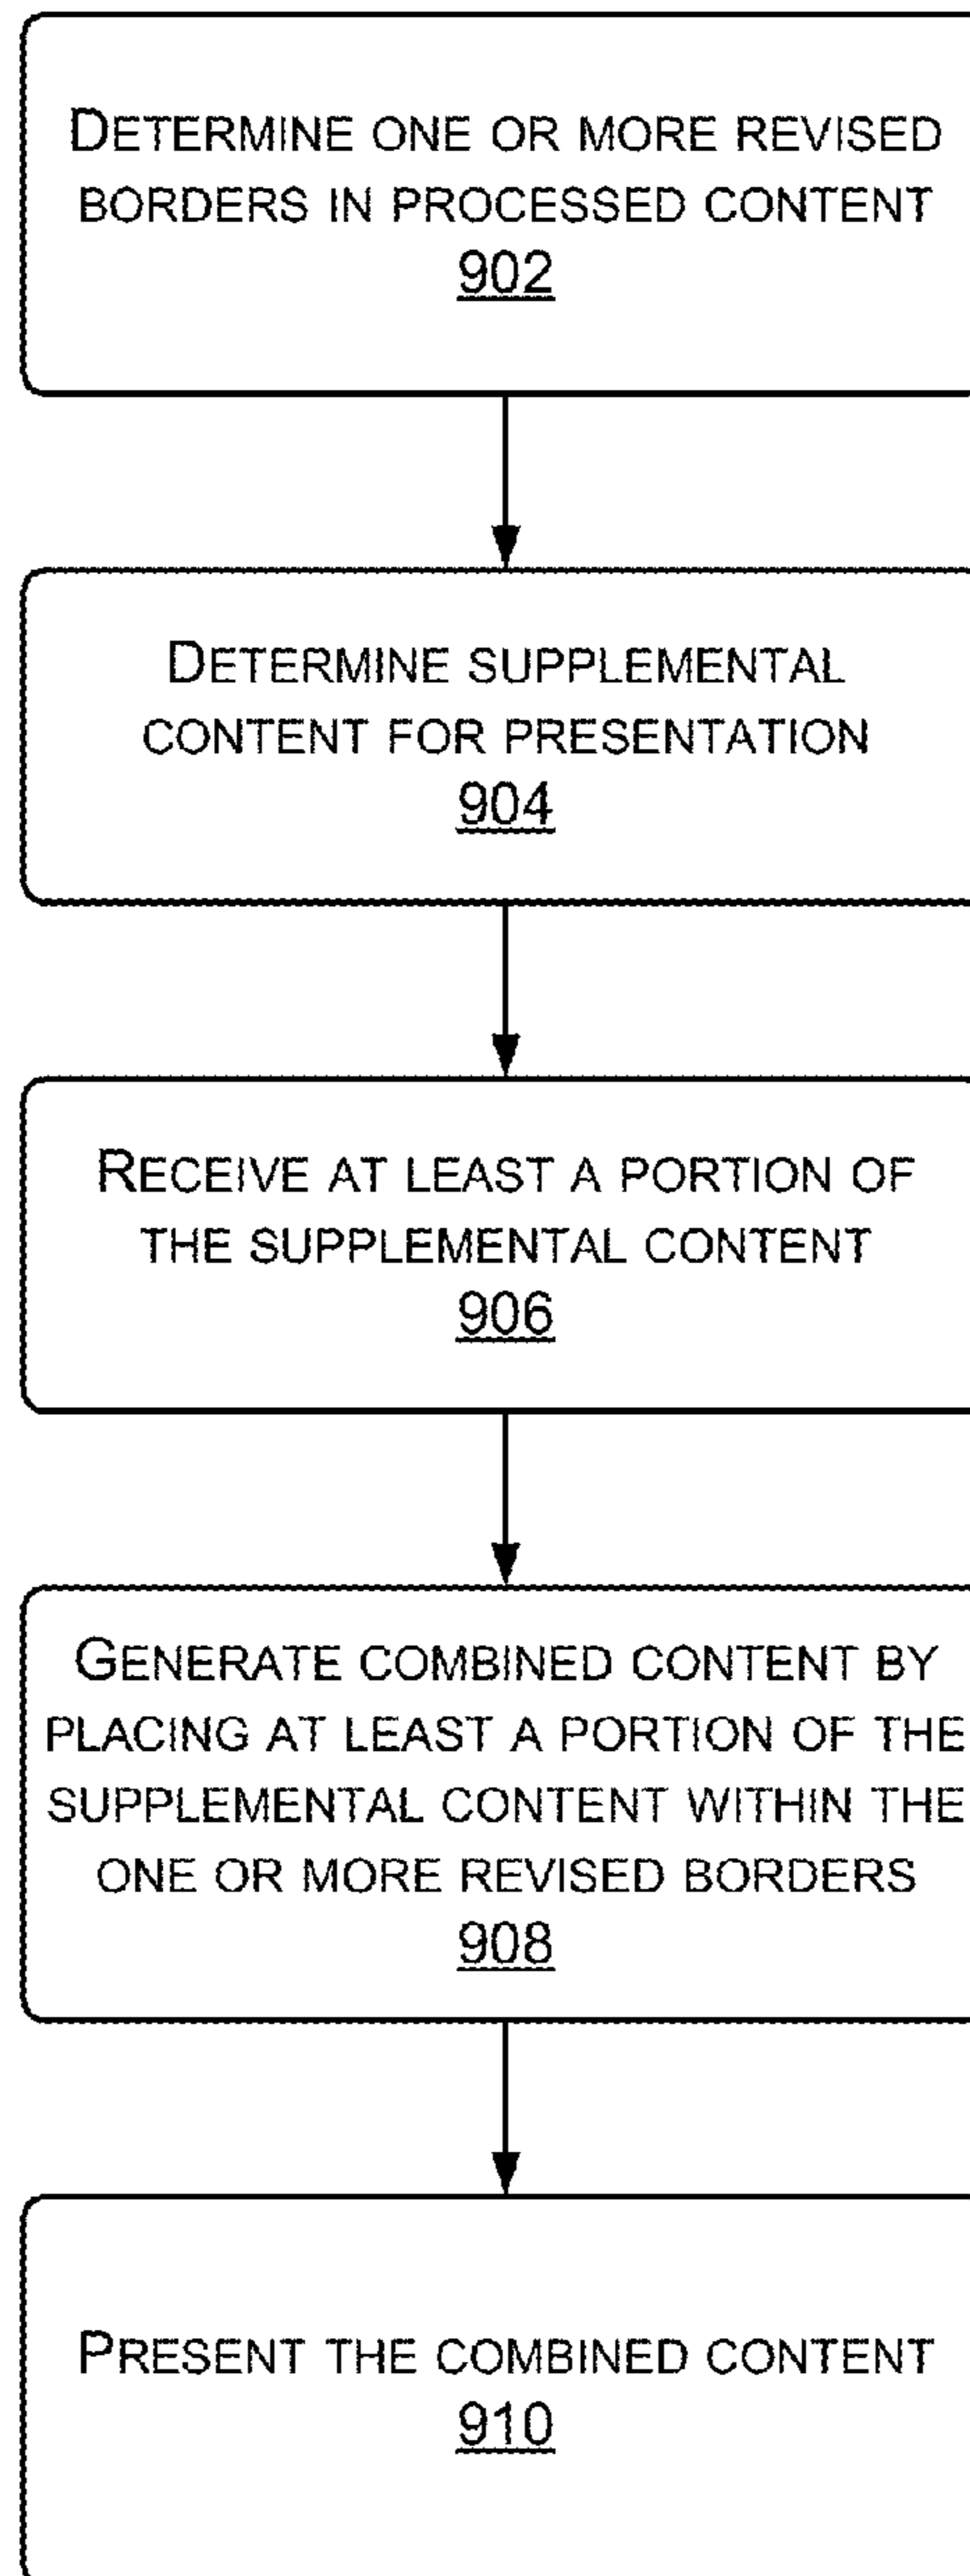 DETERMINE ONE OR MORE REVISED
BORDERS IN PROCESSED CONTENT
902
DETERMINE SUPPLEMENTAL
CONTENT FOR PRESENTATION
904
RECEIVE AT LEAST A PORTION OF
THE SUPPLEMENTAL CONTENT
906
GENERATE COMBINED CONTENT BY
PLACING AT LEAST A PORTION OF THE
SUPPLEMENTAL CONTENT WITHIN THE
ONE OR MORE REVISED BORDERS
908
PRESENT THE COMBINED CONTENT
910